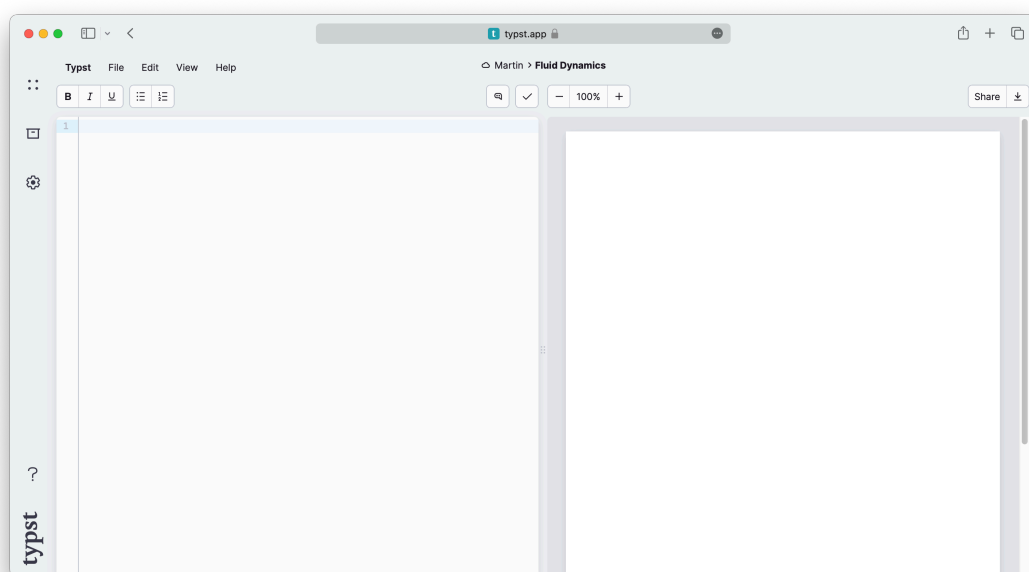 t typst.app
Typst File Edit View Help
Martin > Fluid Dynamics
B I U
100%
Share
1
?
typst